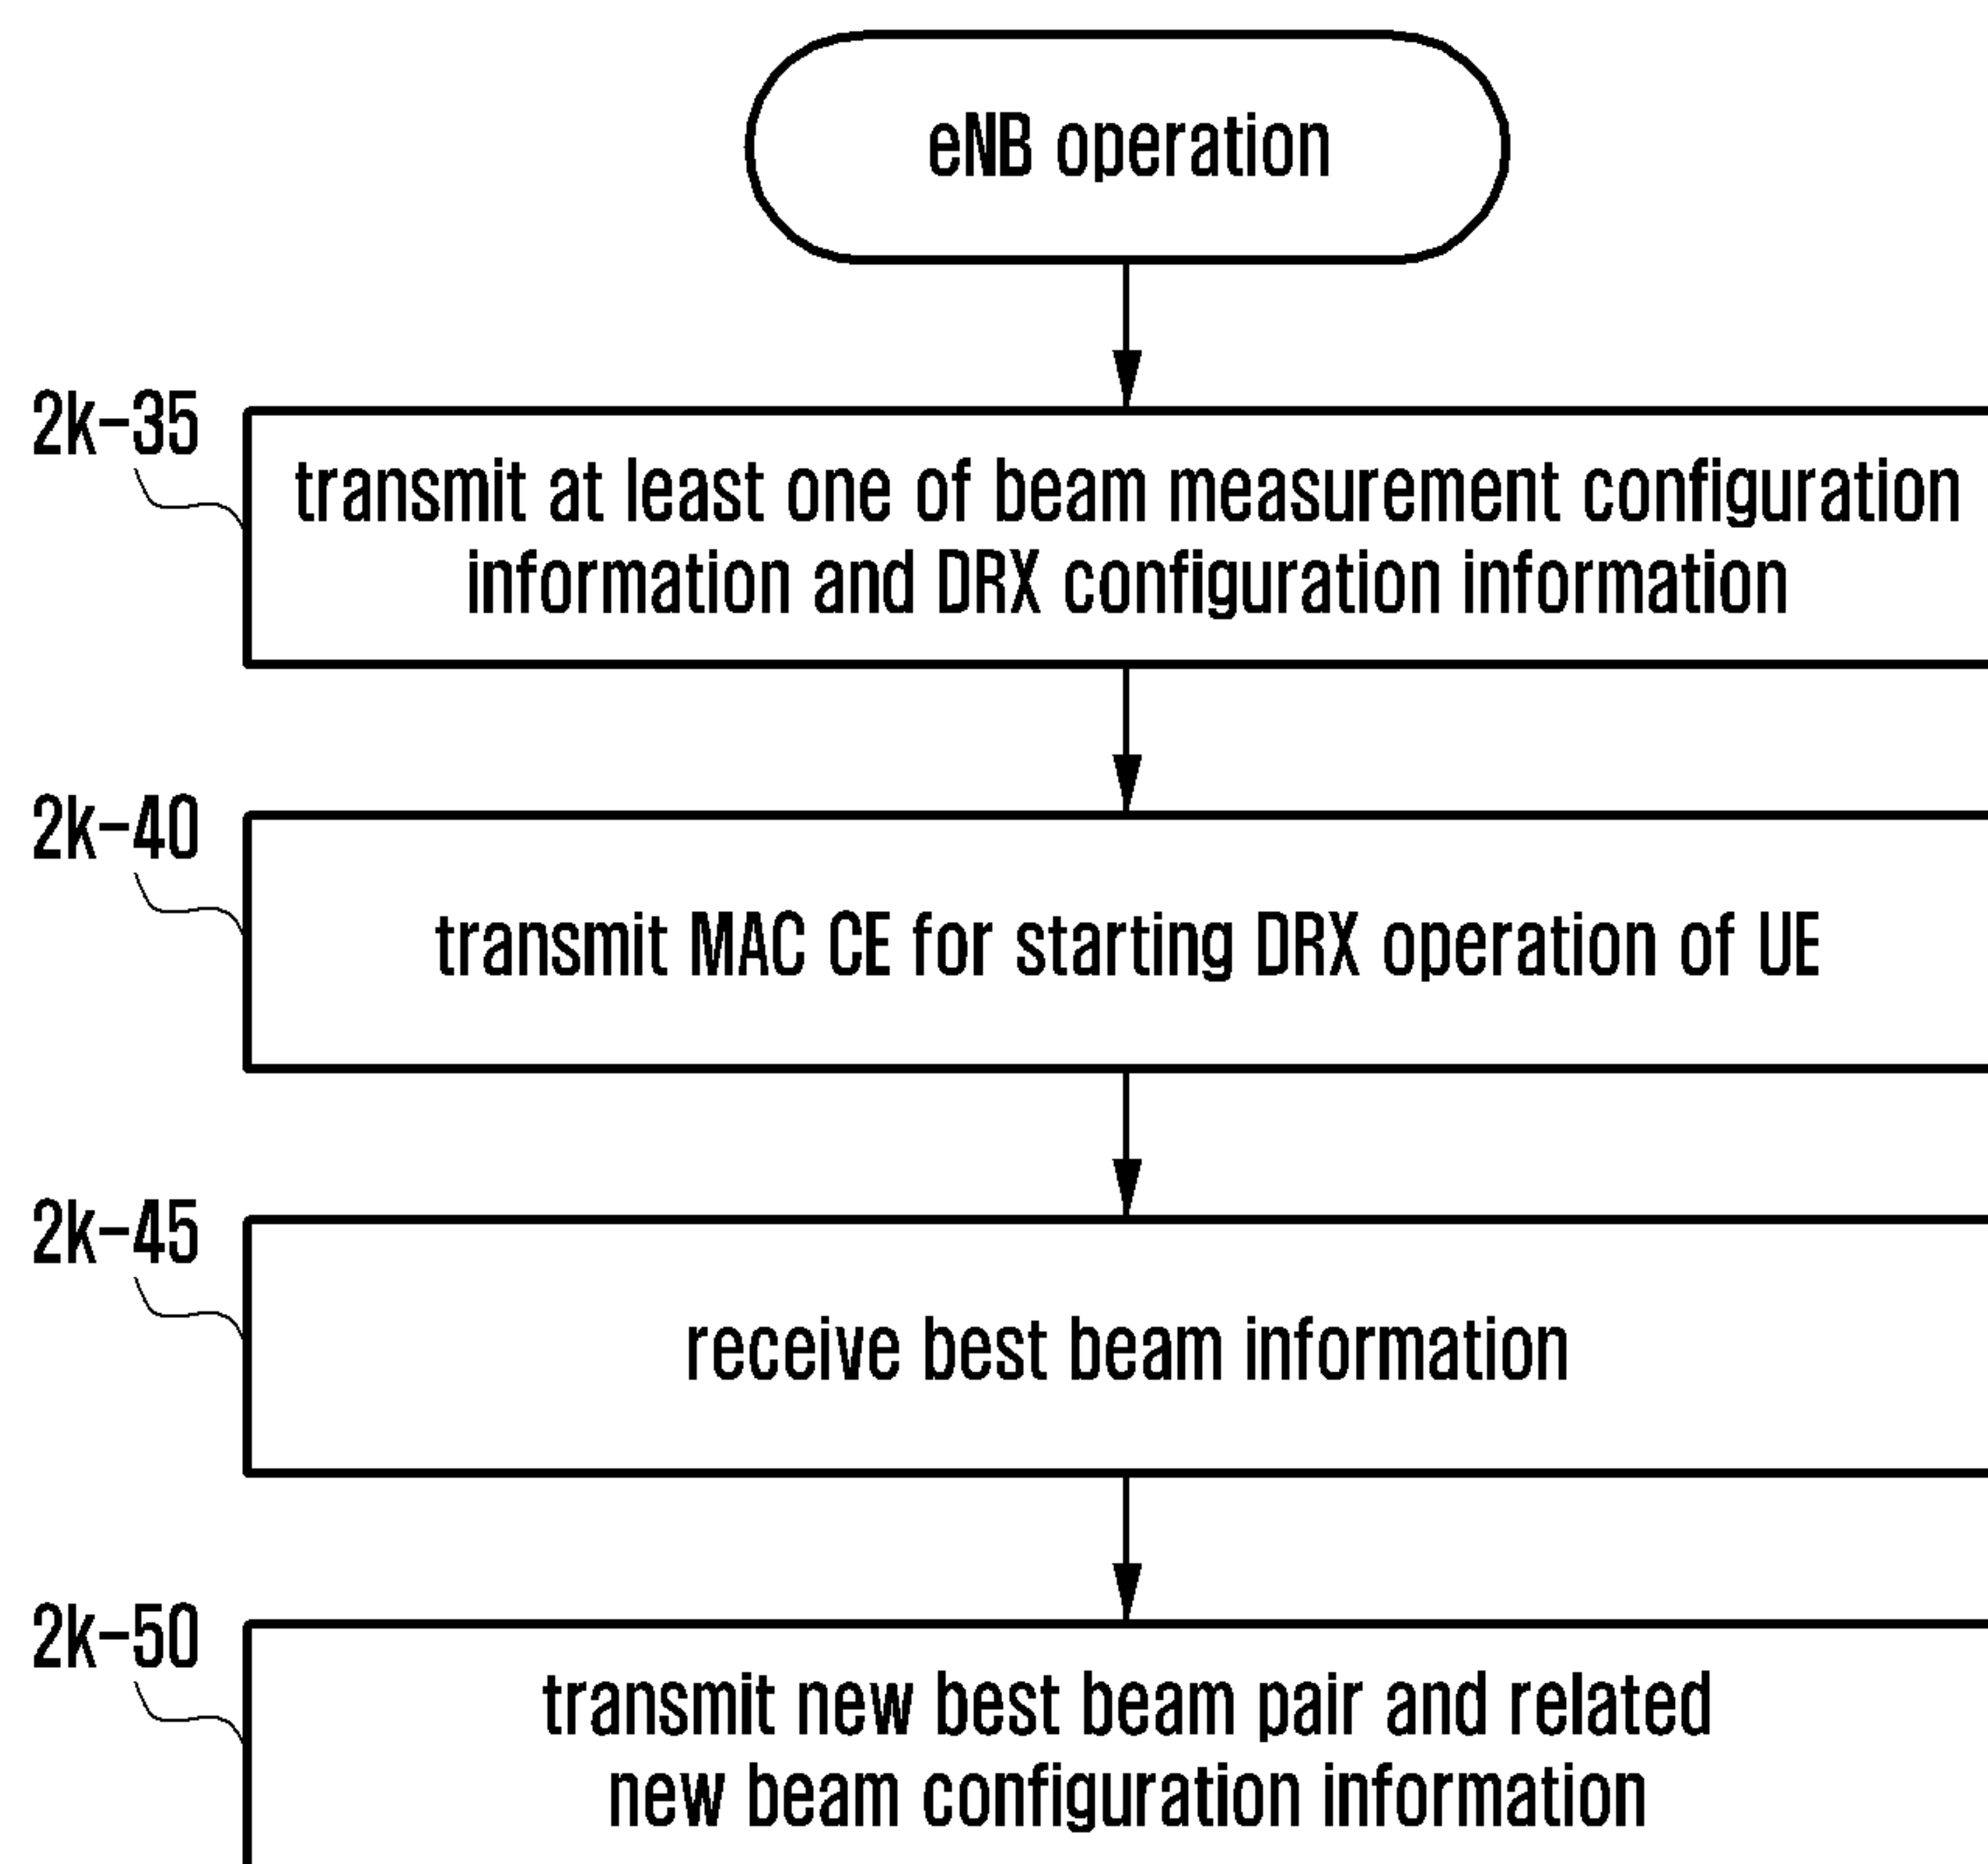 eNB operation
2k-35
transmit at least one of beam measurement configuration
information and DRX configuration information
2k-40
transmit MAC CE for starting DRX operation of UE
2k-45
receive best beam information
2k-50
transmit new best beam pair and related
new beam configuration information